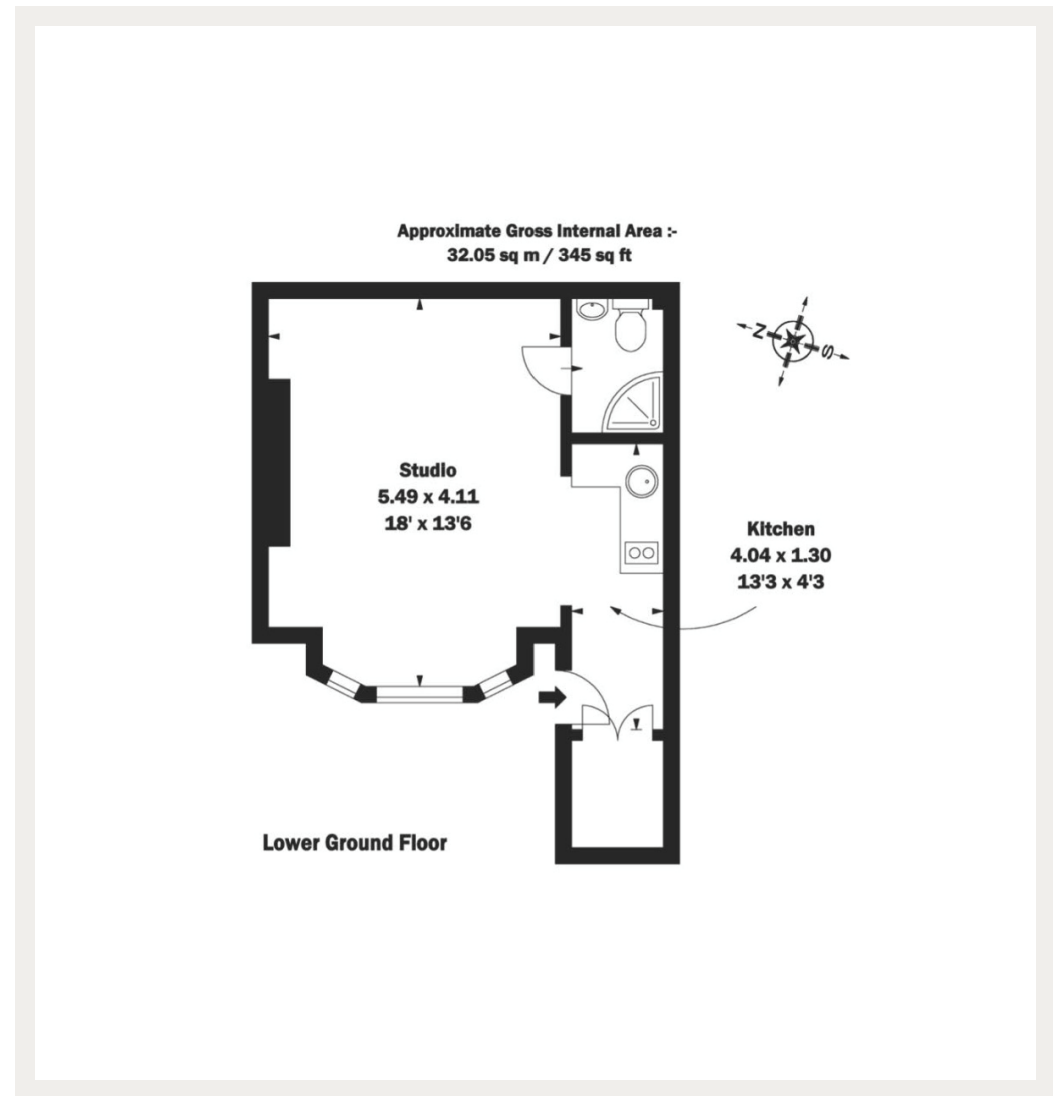 Approximate Gross Internal Area :-
32.05 sq m / 345 sq ft
N
S
Studio
5.49 x 4.11
18' x 13'6
Kitchen
4.04 x 1.30
13'3 x 4'3
Lower Ground Floor